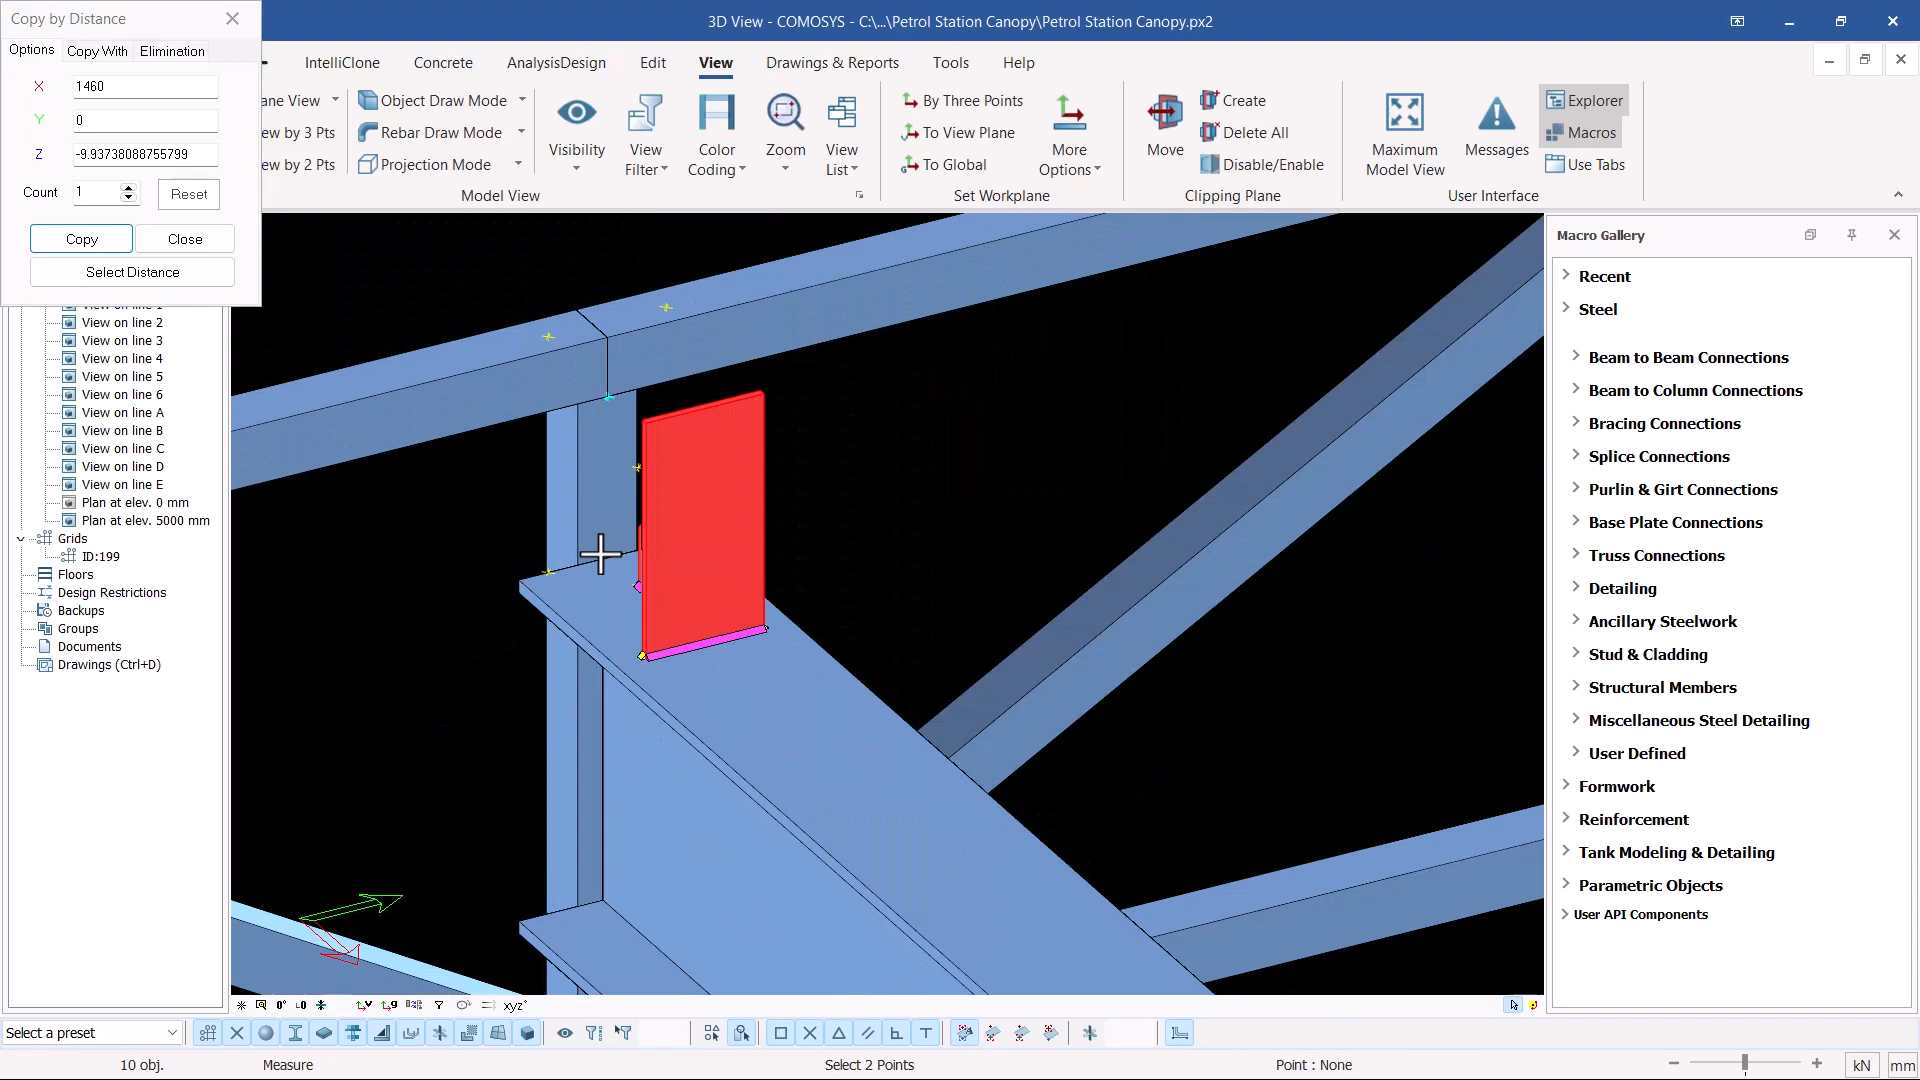 Copy by Distance
3D View - COMOSYS - C:\...\Petrol Station Canopy\Petrol Station Canopy.px2
Options
Copy With
Elimination
IntelliClone
Concrete
AnalysisDesign
Edit
View
Drawings & Reports
Tools
Help
X
1460
Y
0
Z
-9.93738088755799
Count
1
Reset
Copy
Close
Select Distance
ane View
ew by 3 Pts
ew by 2 Pts
Object Draw Mode
Rebar Draw Mode
Projection Mode
Visibility
View
Filter
Color
Coding
Zoom
View
List
Model View
By Three Points
To View Plane
To Global
More
Options
Set Workplane
Move
Create
Delete All
Disable/Enable
Clipping Plane
Maximum
Model View
Messages
Explorer
Macros
Use Tabs
User Interface
View on line 2
View on line 3
View on line 4
View on line 5
View on line 6
View on line A
View on line B
View on line C
View on line D
View on line E
Plan at elev. 0 mm
Plan at elev. 5000 mm
Grids
ID:199
Floors
Design Restrictions
Backups
Groups
Documents
Drawings (Ctrl+D)
Macro Gallery
Recent
Steel
Beam to Beam Connections
Beam to Column Connections
Bracing Connections
Splice Connections
Purlin & Girt Connections
Base Plate Connections
Truss Connections
Detailing
Ancillary Steelwork
Stud & Cladding
Structural Members
Miscellaneous Steel Detailing
User Defined
Formwork
Reinforcement
Tank Modeling & Detailing
Parametric Objects
User API Components
xyz
Select a preset
10 obj.
Measure
Select 2 Points
Point : None
kN
mm